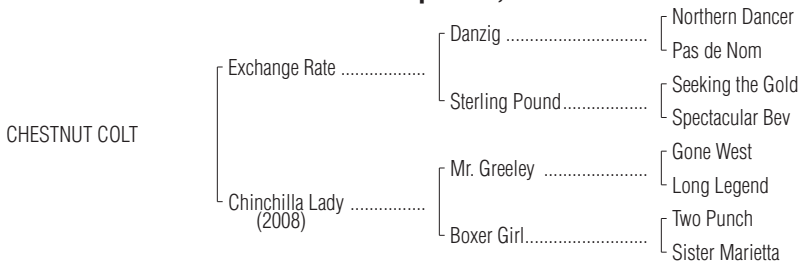 Northern Dancer
Danzig ..............................
Pas de Nom
Exchange Rate ..................
Seeking the Gold
Sterling Pound..................
Spectacular Bev
CHESTNUT COLT
Gone West
Mr. Greeley ......................
Long Legend
Chinchilla Lady ................
(2008)
Two Punch
Boxer Girl..........................
Sister Marietta